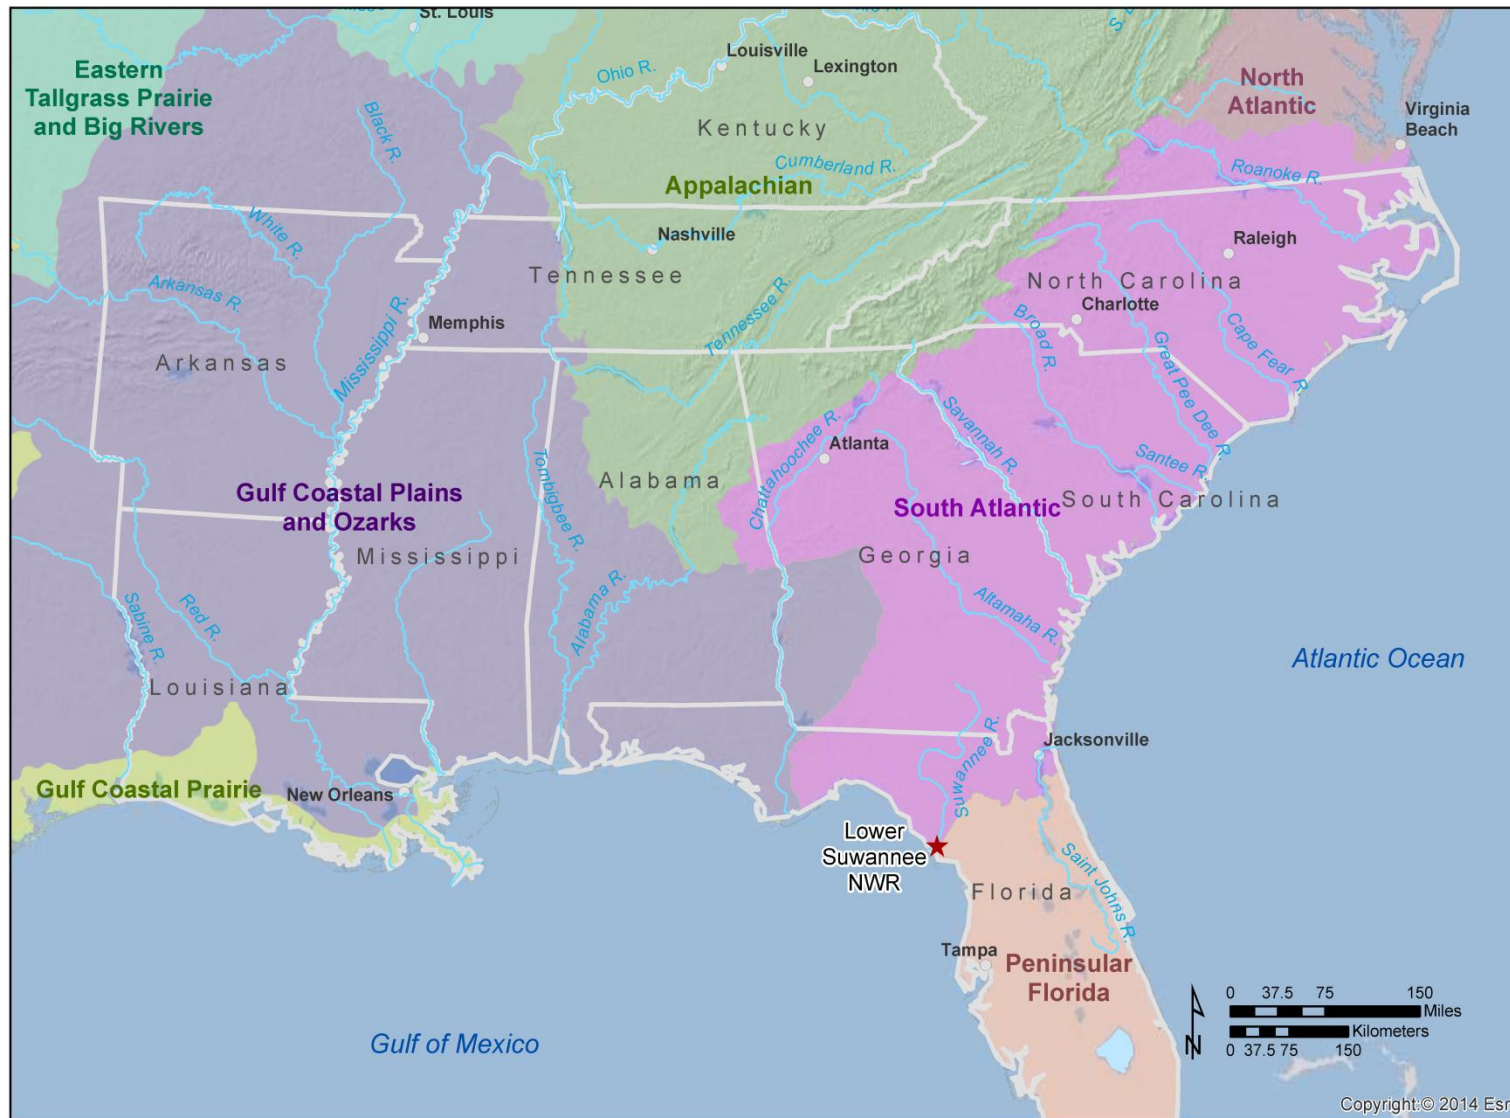 St. Louis
Louisville
Lexington
Ohio R.
Eastern
Tallgrass Prairie
and Big Rivers
North
Atlantic
Virginia
Beach
Black R.
Kentucky
Cumberland R.
Roanoke R.
Appalachian
White R.
Nashville
Raleigh
Tennessee
North Carolina
Arkansas R.
Charlotte
Mississippi R.
Memphis
Tennessee R.
Broad R.
Great Pee Dee R.
Cape Fear R.
Arkansas
Savannah R.
Chattahoochee R.
Atlanta
Tombigbee R.
Alabama
Santee R.
Gulf Coastal Plains
and Ozarks
South Atlantic
South Carolina
Mississippi
Georgia
Alabama R.
Altamaha R.
Sabine R.
Red R.
Atlantic Ocean
Louisiana
Suwannee R.
Jacksonville
Gulf Coastal Prairie
New Orleans
Lower
Suwannee
NWR
Florida
Saint Johns R.
Tampa
Peninsular
Florida
Gulf of Mexico
0 37.5 75 150
Miles
Kilometers
0 37.5 75 150
N
Copyright:© 2014 Esr